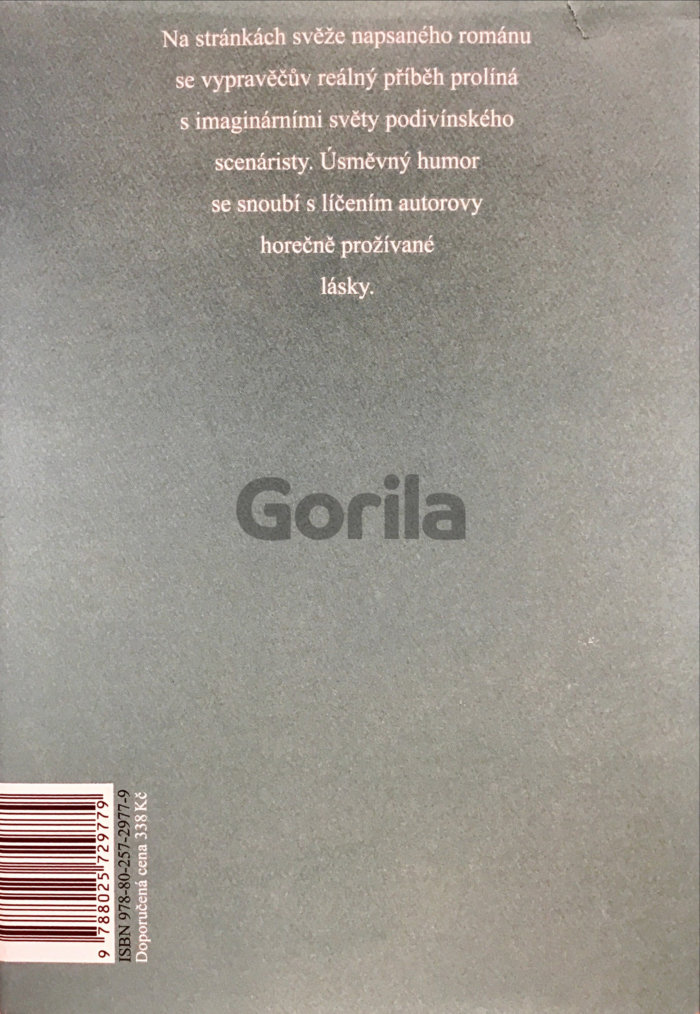 Na stránkách svěže napsaného románu
se vypravěčův reálný příběh prolíná
s imaginárními světy podivínského
scenáristy. Úsměvný humor
se snoubí s líčením autorovy
horečně prožívané
lásky.
Gorila
9 788025 729779
ISBN 978-80-257-2977-9
Doporučená cena 338 Kč